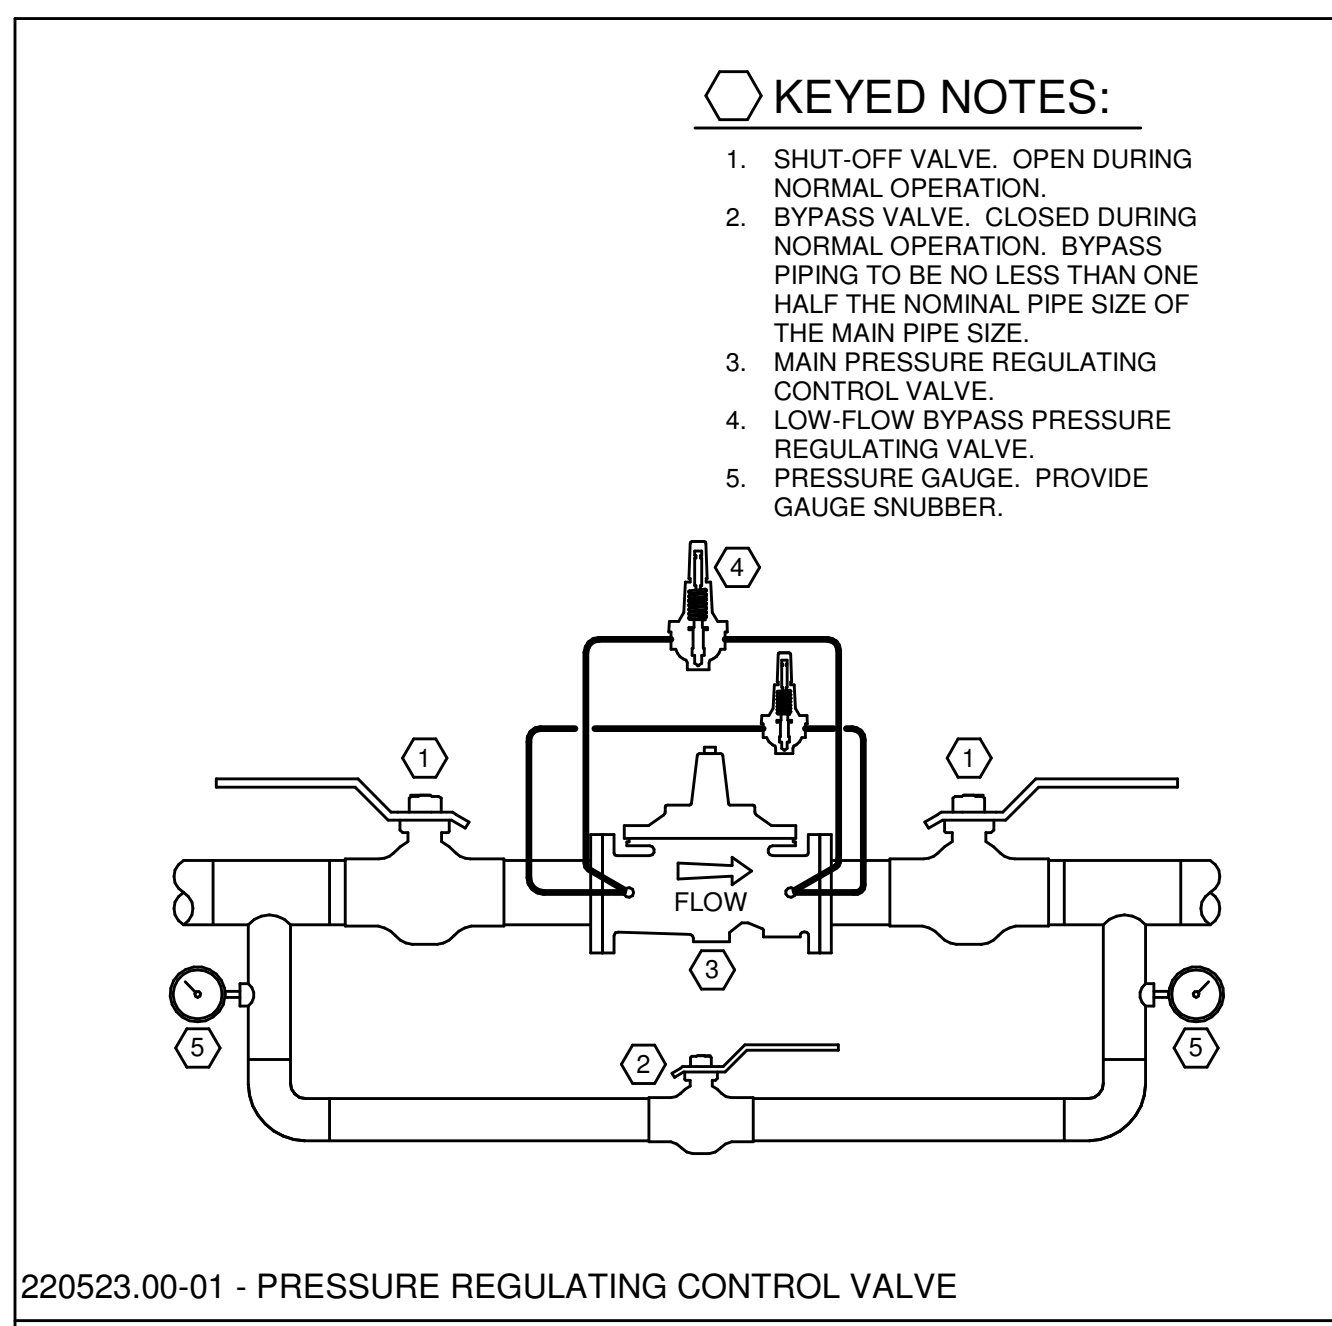 KEYED NOTES:
1. SHUT-OFF VALVE. OPEN DURING
NORMAL OPERATION.
2. BYPASS VALVE. CLOSED DURING
NORMAL OPERATION. BYPASS
PIPING TO BE NO LESS THAN ONE
HALF THE NOMINAL PIPE SIZE OF
THE MAIN PIPE SIZE.
3. MAIN PRESSURE REGULATING
CONTROL VALVE.
4. LOW-FLOW BYPASS PRESSURE
REGULATING VALVE.
5. PRESSURE GAUGE. PROVIDE
GAUGE SNUBBER.
4
1
1
FLOW
3
5
2
5
220523.00-01 - PRESSURE REGULATING CONTROL VALVE